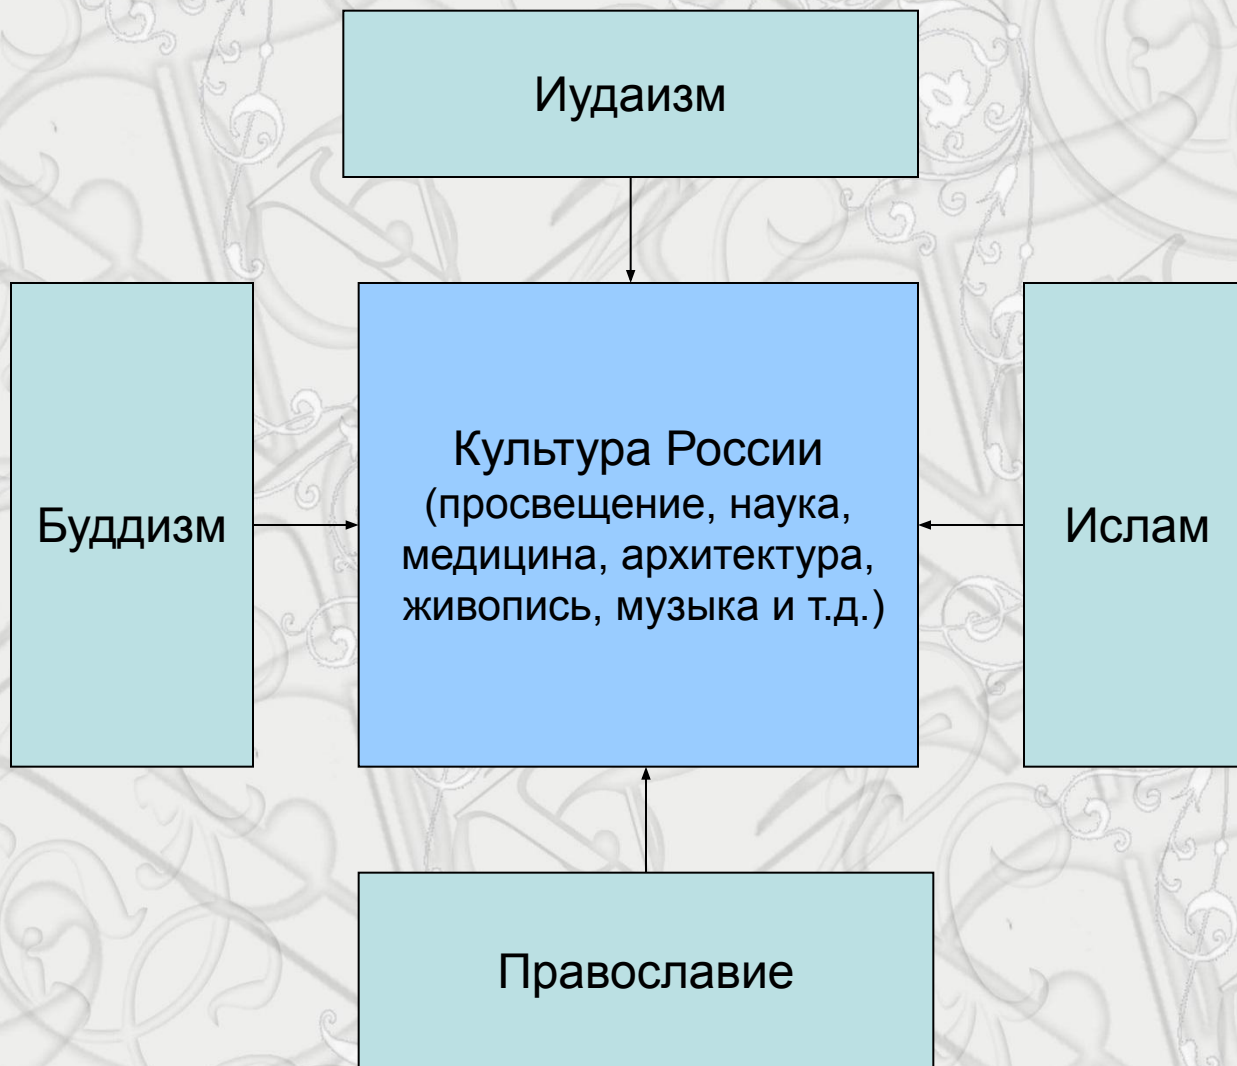 Иудаизм
Буддизм
Культура России
(просвещение, наука,
медицина, архитектура,
живопись, музыка и т.д.)
Ислам
Православие